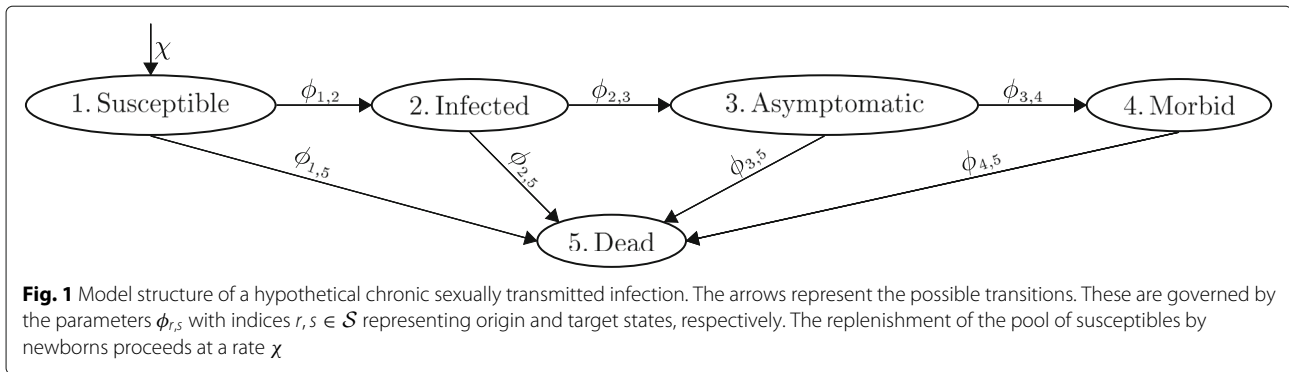 χ
1. Susceptible
ϕ1,2
2. Infected
ϕ2,3
3. Asymptomatic
ϕ3,4
4. Morbid
ϕ1,5
ϕ2,5
ϕ3,5
ϕ4,5
5. Dead
Fig. 1 Model structure of a hypothetical chronic sexually transmitted infection. The arrows represent the possible transitions. These are governed by
the parameters ϕr,s with indices r, s ∈ 𝒮 representing origin and target states, respectively. The replenishment of the pool of susceptibles by
newborns proceeds at a rate χ